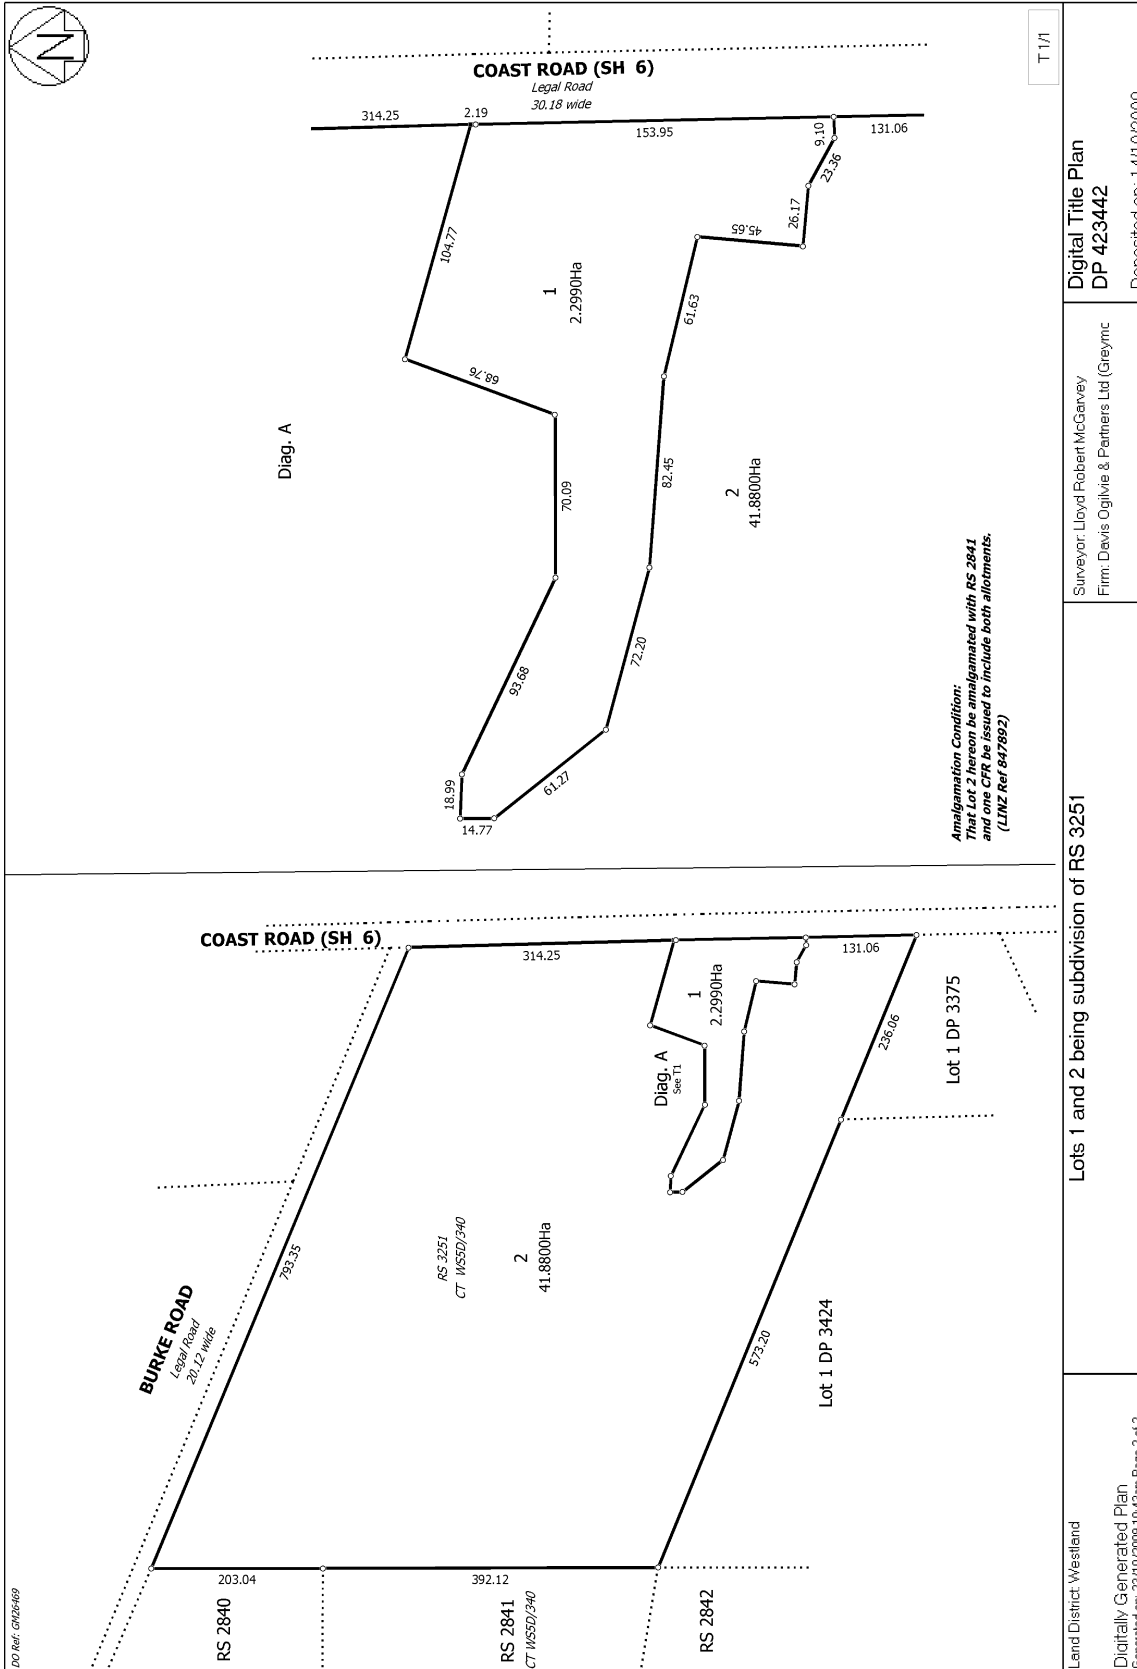 DO Ref: GM26469
N
T 1/1
BURKE ROAD
Legal Road
20.12 wide
COAST ROAD (SH 6)
793.35
314.25
131.06
236.06
573.20
392.12
203.04
RS 2840
RS 2841
CT WS5D/340
RS 2842
RS 3251
CT WS5D/340
2
41.8800Ha
1
2.2990Ha
Diag. A
See T1
Lot 1 DP 3424
Lot 1 DP 3375
Diag. A
COAST ROAD (SH 6)
Legal Road
30.18 wide
314.25
2.19
153.95
131.06
9.10
23.36
26.17
45.65
61.63
82.45
72.20
61.27
14.77
18.99
93.68
70.09
68.76
104.77
1
2.2990Ha
2
41.8800Ha
Amalgamation Condition:
That Lot 2 hereon be amalgamated with RS 2841
and one CFR be issued to include both allotments.
(LINZ Ref 847892)
Land District: Westland
Digitally Generated Plan
Lots 1 and 2 being subdivision of RS 3251
Surveyor: Lloyd Robert McGarvey
Firm: Davis Ogilvie & Partners Ltd (Greymo
Digital Title Plan
DP 423442